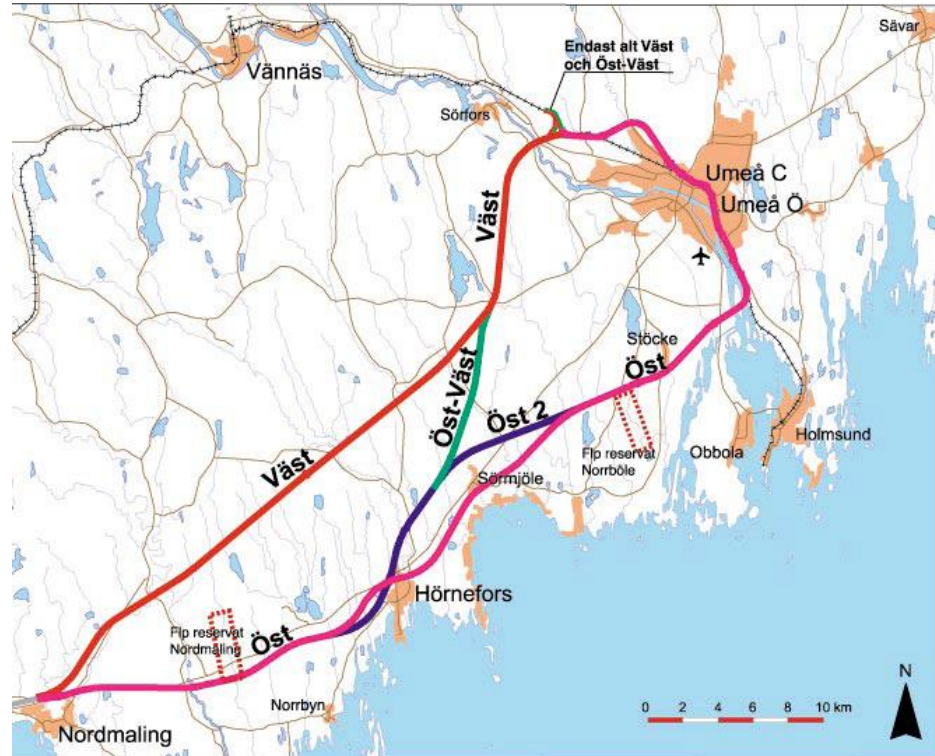 Sävar
Endast alt Väst
och Öst-Väst
Vännäs
Sörfors
Umeå C
Umeå Ö
Väst
Stöcke
Öst
Öst-Väst
Öst 2
Väst
Flp reservat
Norrböle
Obbola
Holmsund
Sörmjöle
Hörnefors
Flp reservat
Nordmaling
Öst
Norrbyn
Nordmaling
N
0 2 4 6 8 10 km